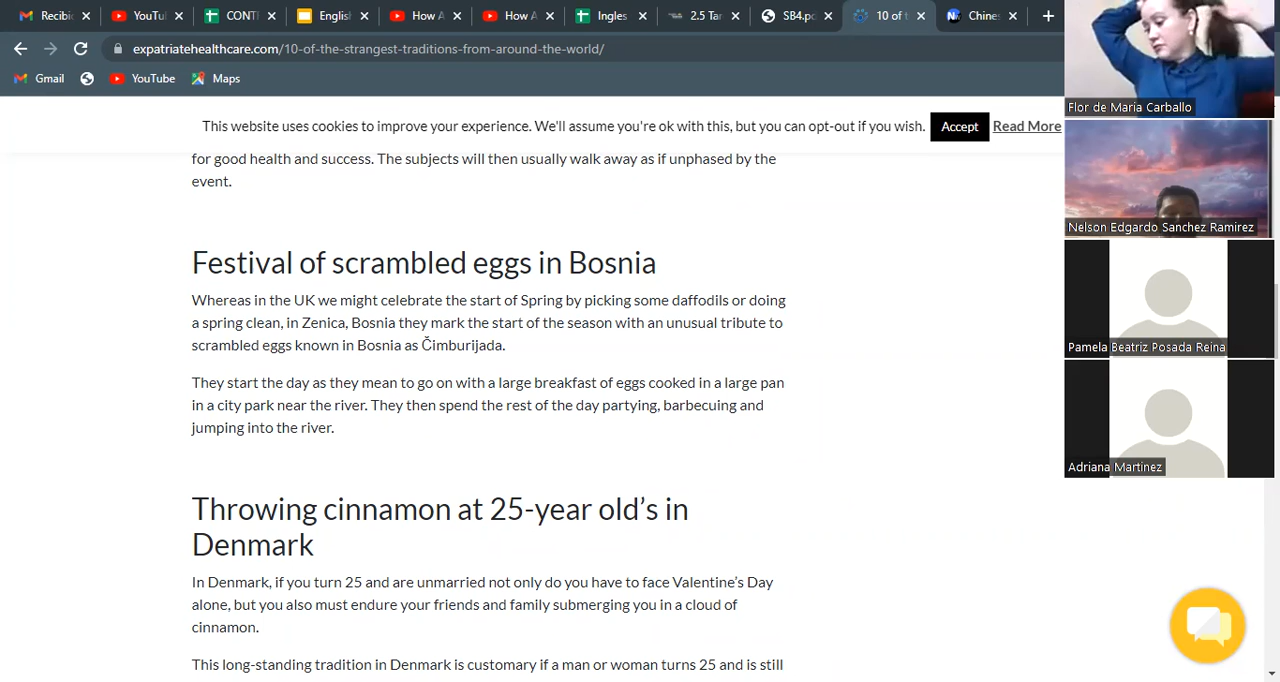 Recibic
YouTu
CONTI
Englis
How A
How A
Ingles
2.5 Tar
SB4.pd
10 of t
Chines
expatriatehealthcare.com/10-of-the-strangest-traditions-from-around-the-world/
Gmail
YouTube
Maps
This website uses cookies to improve your experience. We'll assume you're ok with this, but you can opt-out if you wish. Accept Read More
for good health and success. The subjects will then usually walk away as if unphased by the
event.
Festival of scrambled eggs in Bosnia
Whereas in the UK we might celebrate the start of Spring by picking some daffodils or doing
a spring clean, in Zenica, Bosnia they mark the start of the season with an unusual tribute to
scrambled eggs known in Bosnia as Čimburijada.
They start the day as they mean to go on with a large breakfast of eggs cooked in a large pan
in a city park near the river. They then spend the rest of the day partying, barbecuing and
jumping into the river.
Throwing cinnamon at 25-year old's in
Denmark
In Denmark, if you turn 25 and are unmarried not only do you have to face Valentine's Day
alone, but you also must endure your friends and family submerging you in a cloud of
cinnamon.
This long-standing tradition in Denmark is customary if a man or woman turns 25 and is still
Flor de Maria Carballo
Nelson Edgardo Sanchez Ramirez
Pamela Beatriz Posada Reina
Adriana Martinez